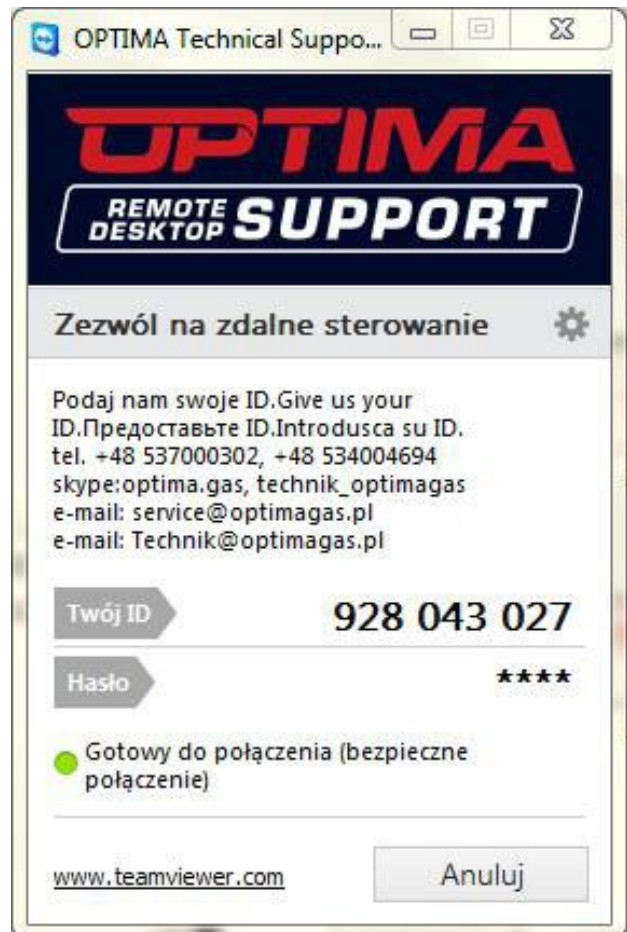 OPTIMA Technical Suppo...
OPTIMA
REMOTE DESKTOP SUPPORT
Zezwól na zdalne sterowanie
Podaj nam swoje ID.Give us your
ID.Предоставьте ID.Introdusca su ID.
tel. +48 537000302, +48 534004694
skype:optima.gas, technik_optimagas
e-mail: service@optimagas.pl
e-mail: Technik@optimagas.pl
Twój ID 928 043 027
Hasło ****
Gotowy do połączenia (bezpieczne
połączenie)
www.teamviewer.com Anuluj